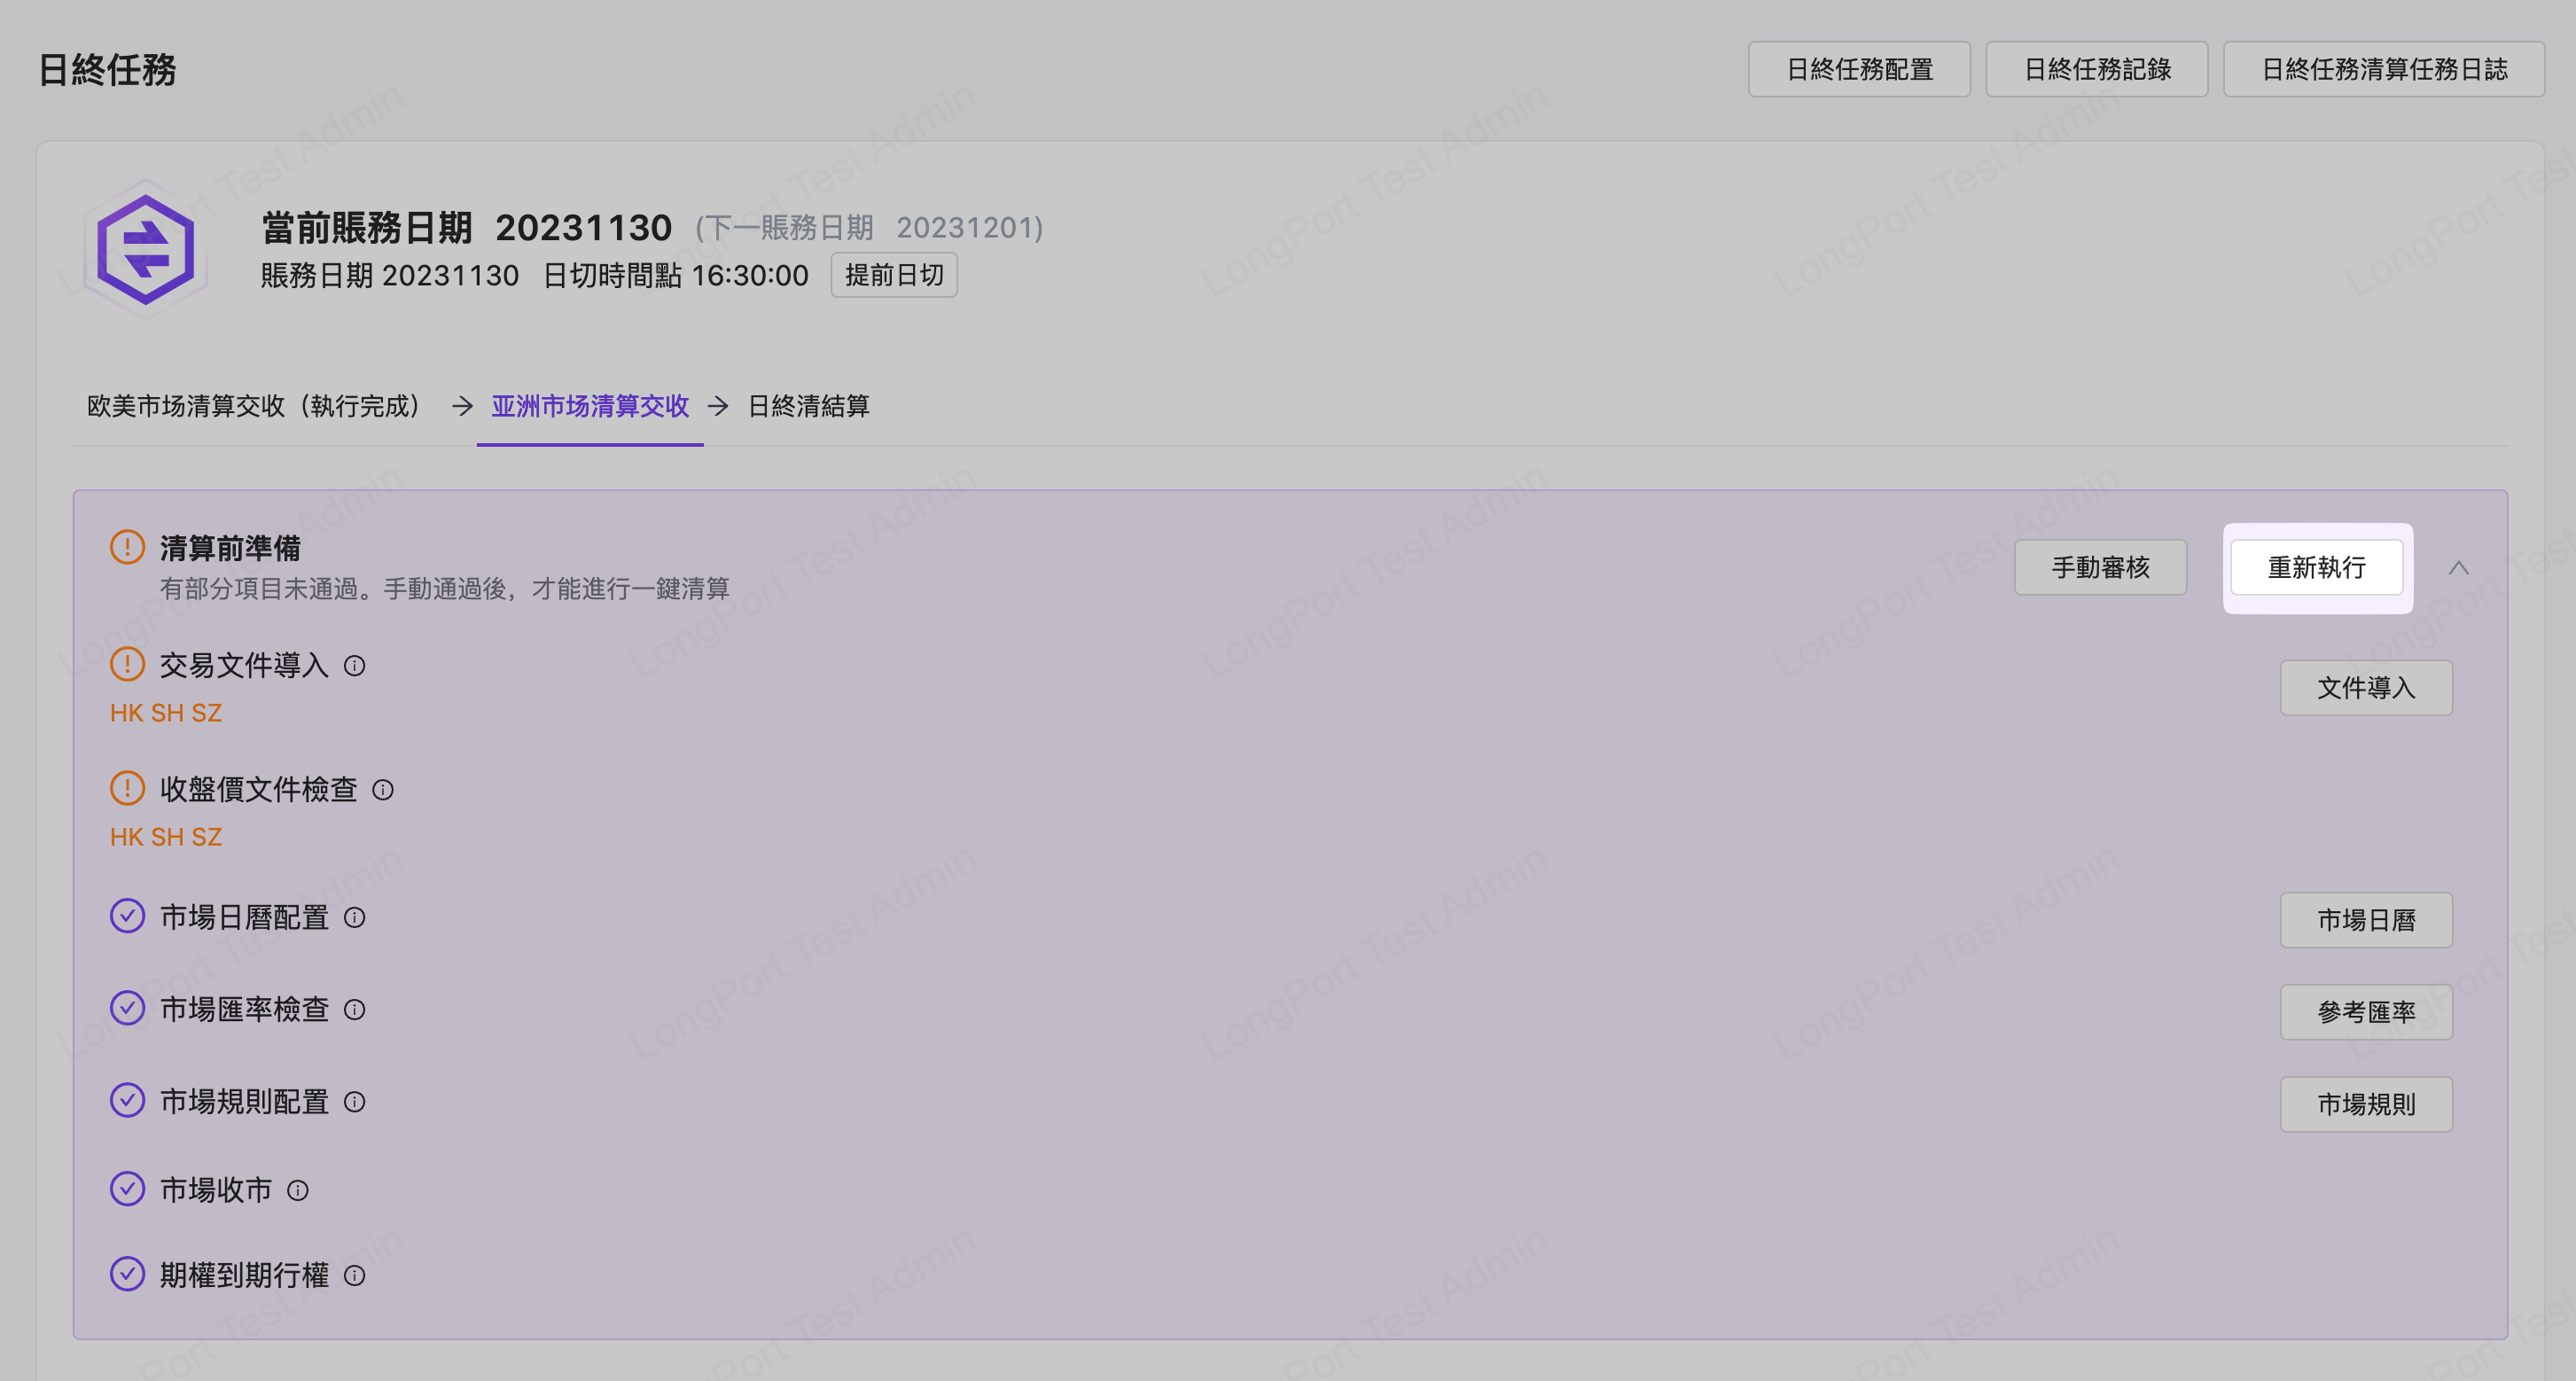 日終任務
日終任務配置
日終任務記錄
日終任務清算任務日誌
當前賬務日期 20231130 (下一賬務日期 20231201)
賬務日期 20231130 日切時間點 16:30:00 提前日切
欧美市场清算交收（執行完成） → 亚洲市场清算交收 → 日終清結算
清算前準備
有部分項目未通過。手動通過後，才能進行一鍵清算
手動審核
重新執行
交易文件導入
HK SH SZ
文件導入
收盤價文件檢查
HK SH SZ
市場日曆配置
市場日曆
市場匯率檢查
參考匯率
市場規則配置
市場規則
市場收市
期權到期行權
LongPort Test Admin